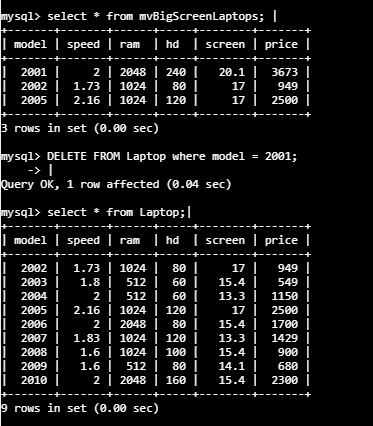 mysql> select * from mvBigScreenLaptops; |
+-------+-------+------+------+--------+-------+
| model | speed | ram  | hd   | screen | price |
+-------+-------+------+------+--------+-------+
|  2001 |     2 | 2048 | 240  |   20.1 |  3673 |
|  2002 |  1.73 | 1024 | 80   |     17 |   949 |
|  2005 |  2.16 | 1024 | 120  |     17 |  2500 |
+-------+-------+------+------+--------+-------+
3 rows in set (0.00 sec)
mysql> DELETE FROM Laptop where model = 2001;
    -> |
Query OK, 1 row affected (0.04 sec)
mysql> select * from Laptop;|
+-------+-------+------+------+--------+-------+
| model | speed | ram  | hd   | screen | price |
+-------+-------+------+------+--------+-------+
|  2002 |  1.73 | 1024 | 80   |     17 |   949 |
|  2003 |   1.8 |  512 | 60   |   15.4 |   549 |
|  2004 |     2 |  512 | 60   |   13.3 |  1150 |
|  2005 |  2.16 | 1024 | 120  |     17 |  2500 |
|  2006 |     2 | 2048 | 80   |   15.4 |  1700 |
|  2007 |  1.83 | 1024 | 120  |   13.3 |  1429 |
|  2008 |   1.6 | 1024 | 100  |   15.4 |   900 |
|  2009 |   1.6 |  512 | 80   |   14.1 |   680 |
|  2010 |     2 | 2048 | 160  |   15.4 |  2300 |
+-------+-------+------+------+--------+-------+
9 rows in set (0.00 sec)